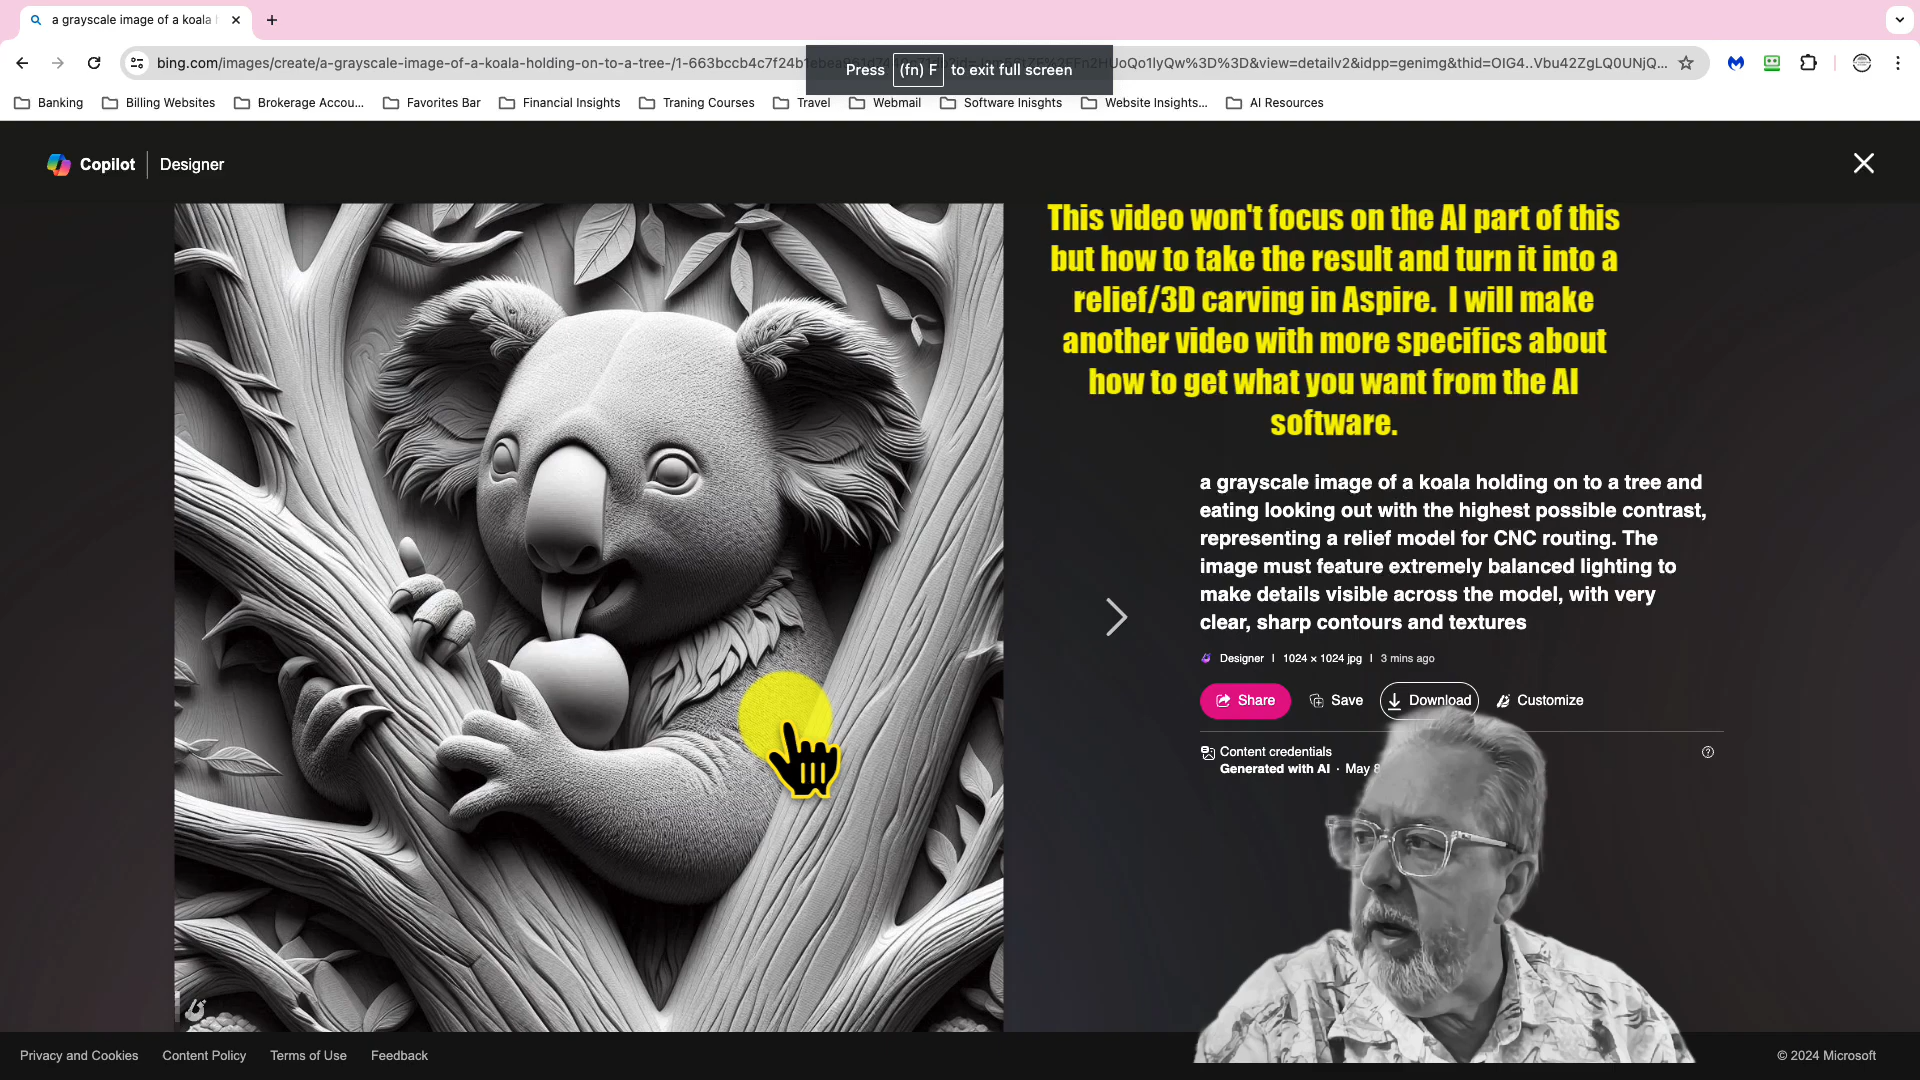 a grayscale image of a koala
bing.com/images/create/a-grayscale-image-of-a-koala-holding-on-to-a-tree-/1-663bccb4c7f24b
UoQo1lyQw%3D%3D&view=detailv2&idpp=genimg&thid=OIG4..Vbu42ZgLQ0UNjQ...
Press (fn) F to exit full screen
Banking Billing Websites Brokerage Accou... Favorites Bar Financial Insights Traning Courses Travel Webmail Software Inisghts Website Insights... AI Resources
Copilot Designer
This video won't focus on the AI part of this
but how to take the result and turn it into a
relief/3D carving in Aspire. I will make
another video with more specifics about
how to get what you want from the AI
software.
a grayscale image of a koala holding on to a tree and
eating looking out with the highest possible contrast,
representing a relief model for CNC routing. The
image must feature extremely balanced lighting to
make details visible across the model, with very
clear, sharp contours and textures
Designer | 1024 × 1024 jpg | 3 mins ago
Share Save Download Customize
Content credentials
Generated with AI · May 8
Privacy and Cookies Content Policy Terms of Use Feedback © 2024 Microsoft